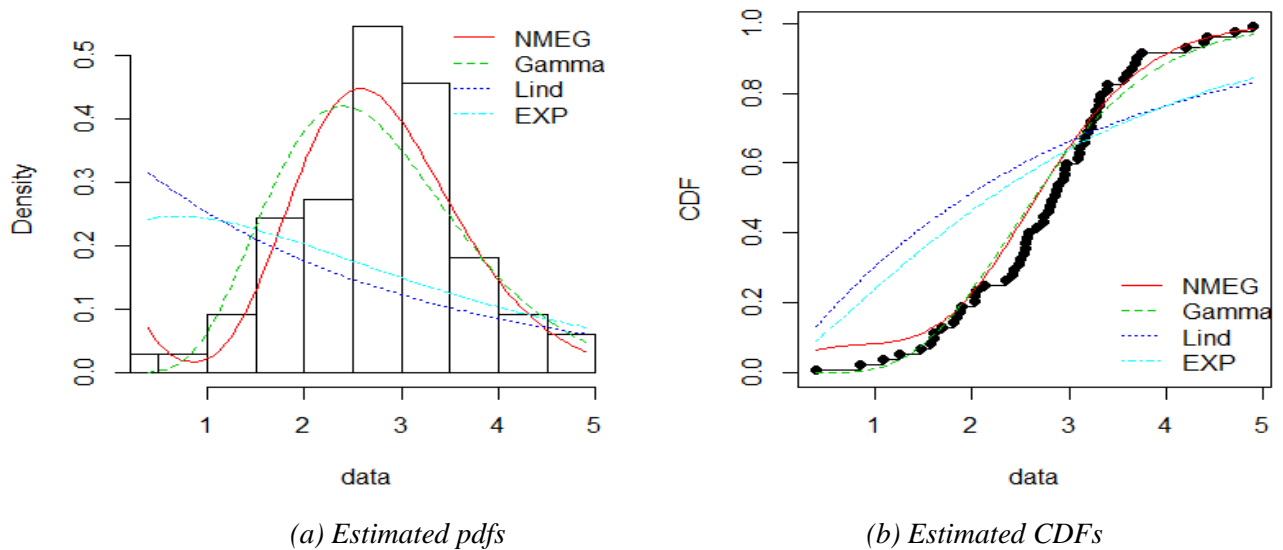 NMEG
Gamma
Lind
EXP
Density
0.0 0.1 0.2 0.3 0.4 0.5
1 2 3 4 5
data
(a) Estimated pdfs
CDF
0.0 0.2 0.4 0.6 0.8 1.0
NMEG
Gamma
Lind
EXP
1 2 3 4 5
data
(b) Estimated CDFs